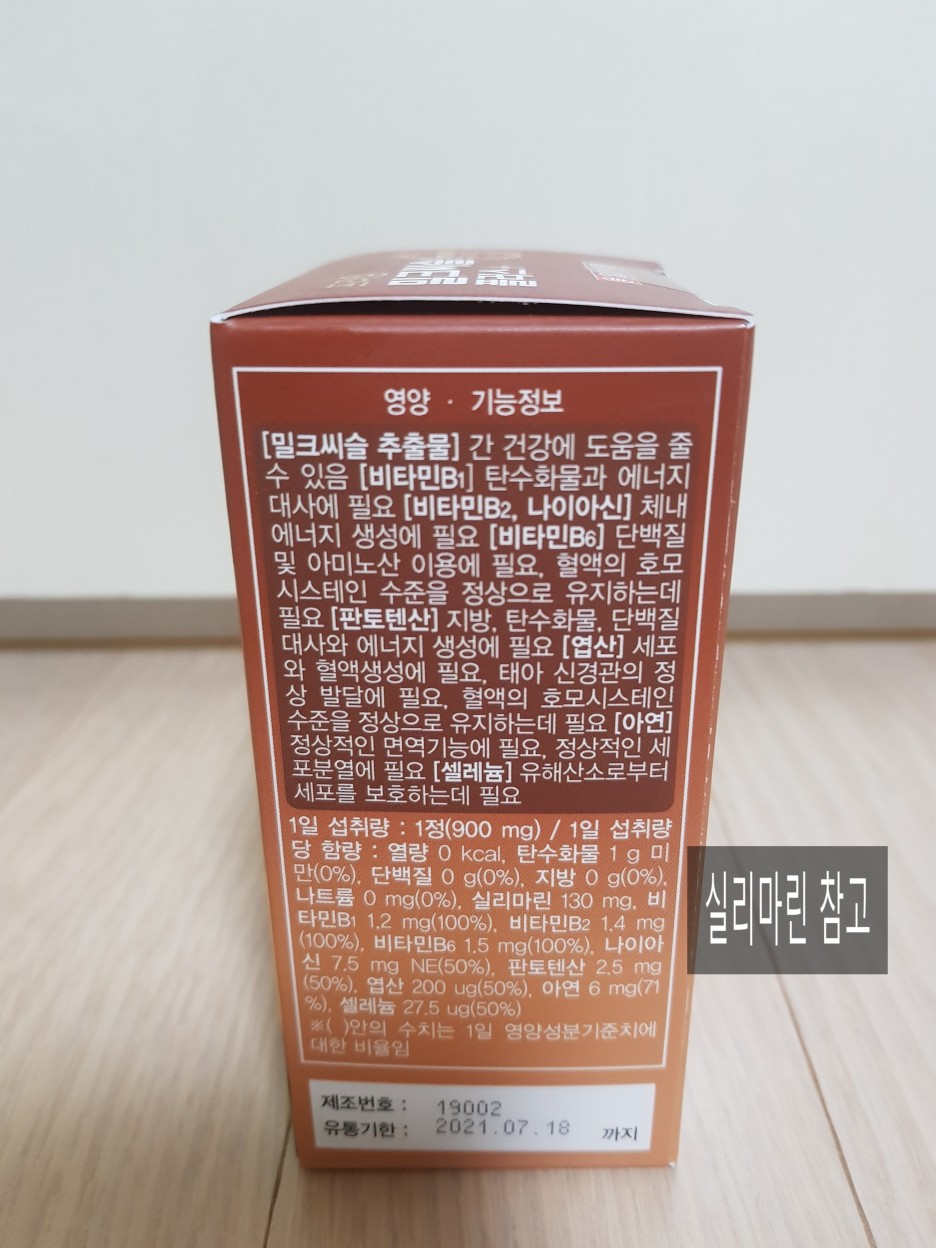 영양 · 기능정보
[밀크씨슬 추출물] 간 건강에 도움을 줄
수 있음 [비타민B1] 탄수화물과 에너지
대사에 필요 [비타민B2, 나이아신] 체내
에너지 생성에 필요 [비타민B6] 단백질
및 아미노산 이용에 필요, 혈액의 호모
시스테인 수준을 정상으로 유지하는데
필요 [판토텐산] 지방, 탄수화물, 단백질
대사와 에너지 생성에 필요 [엽산] 세포
와 혈액생성에 필요, 태아 신경관의 정
상 발달에 필요, 혈액의 호모시스테인
수준을 정상으로 유지하는데 필요 [아연]
정상적인 면역기능에 필요, 정상적인 세
포분열에 필요 [셀레늄] 유해산소로부터
세포를 보호하는데 필요
1일 섭취량 : 1정(900 mg) / 1일 섭취량
당 함량 : 열량 0 kcal, 탄수화물 1 g 미
만(0%), 단백질 0 g(0%), 지방 0 g(0%),
나트륨 0 mg(0%), 실리마린 130 mg, 비
타민B1 1.2 mg(100%), 비타민B2 1.4 mg
(100%), 비타민B6 1.5 mg(100%), 나이아
신 7.5 mg NE(50%), 판토텐산 2.5 mg
(50%), 엽산 200 ug(50%), 아연 6 mg(71
%), 셀레늄 27.5 ug(50%)
※( )안의 수치는 1일 영양성분기준치에
대한 비율임
실리마린 참고
제조번호 : 19002
유통기한 : 2021.07.18 까지